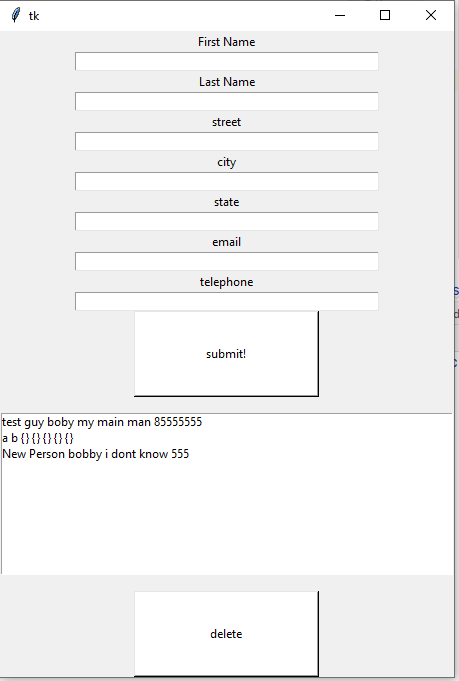 tk
First Name
Last Name
street
city
state
email
telephone
submit!
test guy boby my main man 85555555
a b {} {} {} {} {}
New Person bobby i dont know 555
delete